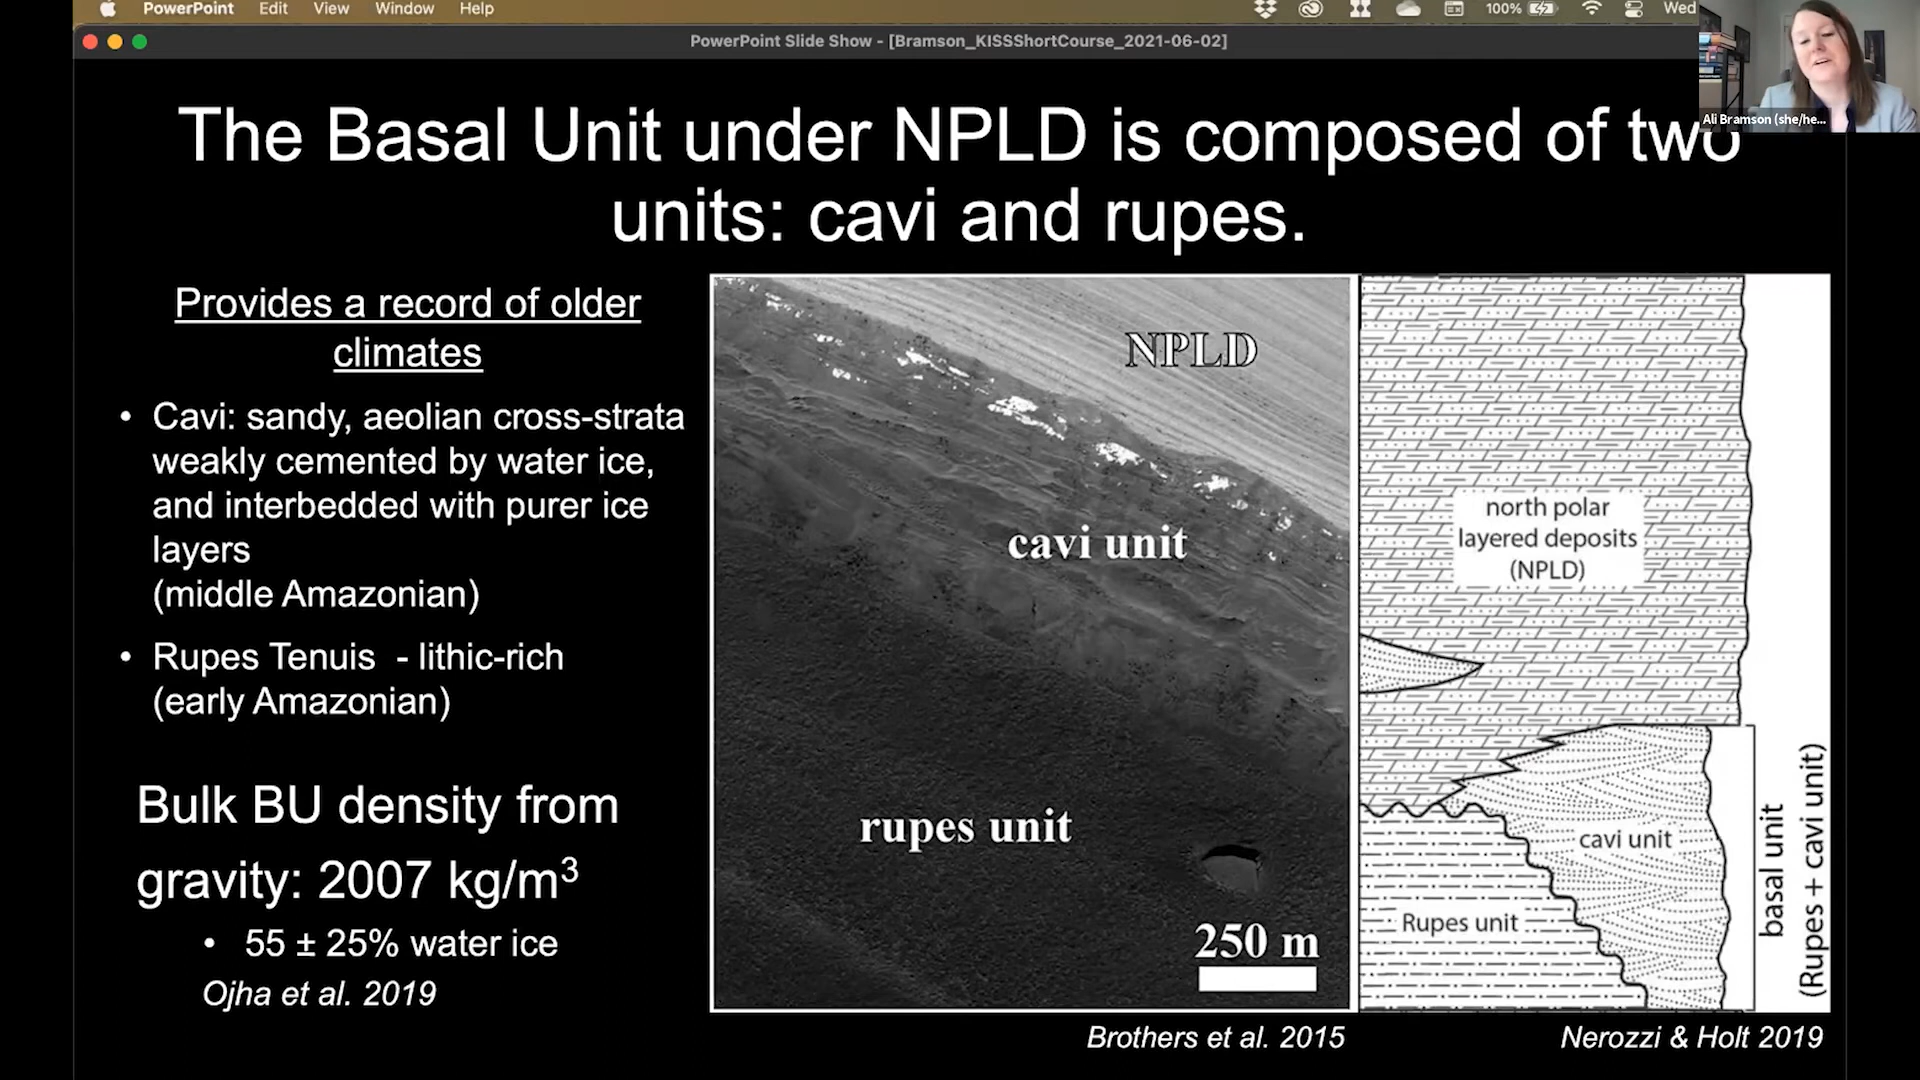 PowerPoint Edit View Window Help 100% Wed
PowerPoint Slide Show - [Bramson_KISSShortCourse_2021-06-02]
Ali Bramson (she/he...
The Basal Unit under NPLD is composed of two
units: cavi and rupes.
Provides a record of older
climates
• Cavi: sandy, aeolian cross-strata
weakly cemented by water ice,
and interbedded with purer ice
layers
(middle Amazonian)
• Rupes Tenuis - lithic-rich
(early Amazonian)
Bulk BU density from
gravity: 2007 kg/m³
• 55 ± 25% water ice
Ojha et al. 2019
NPLD
cavi unit
rupes unit
250 m
Brothers et al. 2015
north polar
layered deposits
(NPLD)
cavi unit
Rupes unit
basal unit
(Rupes + cavi unit)
Nerozzi & Holt 2019